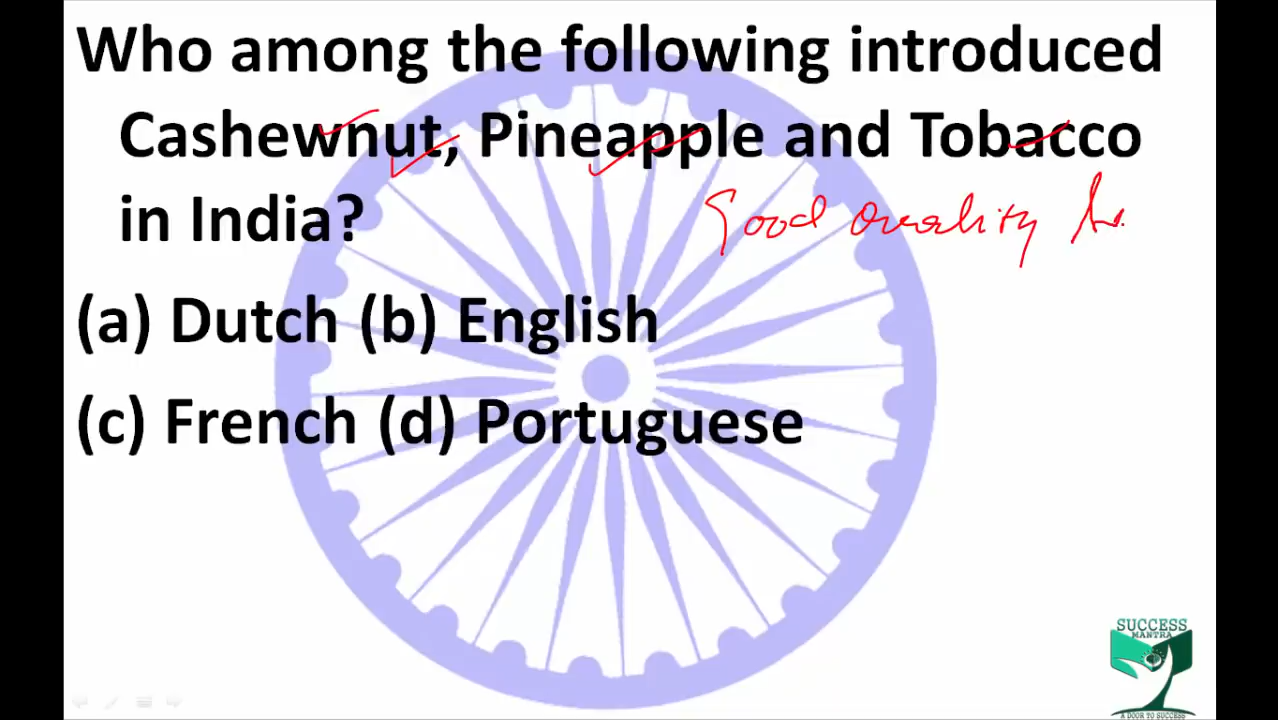 Who among the following introduced
Cashewnut, Pineapple and Tobacco
in India?
Good Quality
(a) Dutch (b) English
(c) French (d) Portuguese
SUCCESS
MANTRA
A DOOR TO SUCCESS